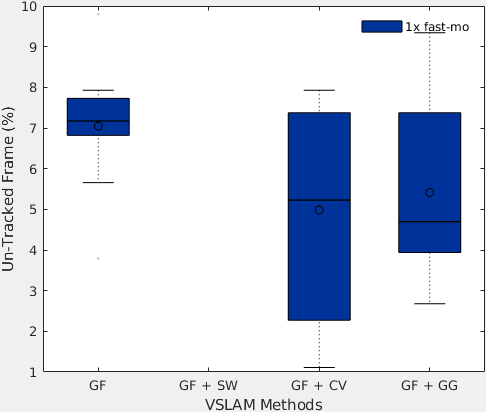 10
9
8
7
6
5
4
3
2
1
Un-Tracked Frame (%)
1x fast-mo
GF
GF + SW
GF + CV
GF + GG
VSLAM Methods